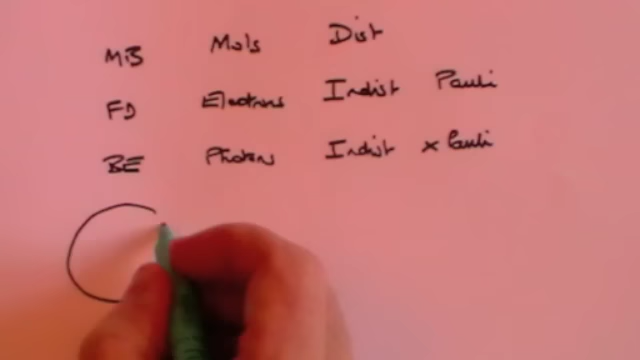 MB Mols Dist
FD Electrons Indist Pauli
BE Photons Indist x Pauli